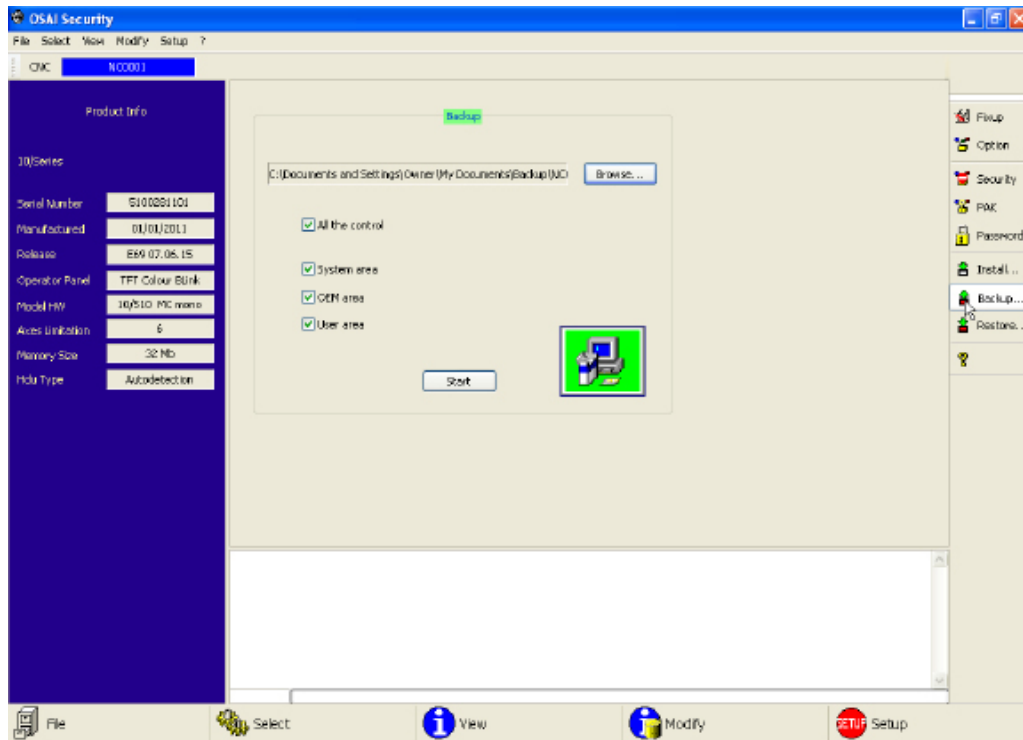 OSAI Security
File Select View Modify Setup ?
CNC NC0001
Product Info
10/Series
Serial Number 5100281101
Manufactured 01/01/2011
Release E69 07.06.15
Operator Panel TFT Colour Blink
Model HW 10/510 MC mono
Axes Limitation 6
Memory Size 32 Mb
Hdu Type Autodetection
Backup
C:\Documents and Settings\Owner\My Documents\Backup\NC
Browse...
All the control
System area
OEM area
User area
Start
Fixup
Option
Security
PAK
Password
Install...
Backup...
Restore..
File
Select
View
Modify
SETUP Setup